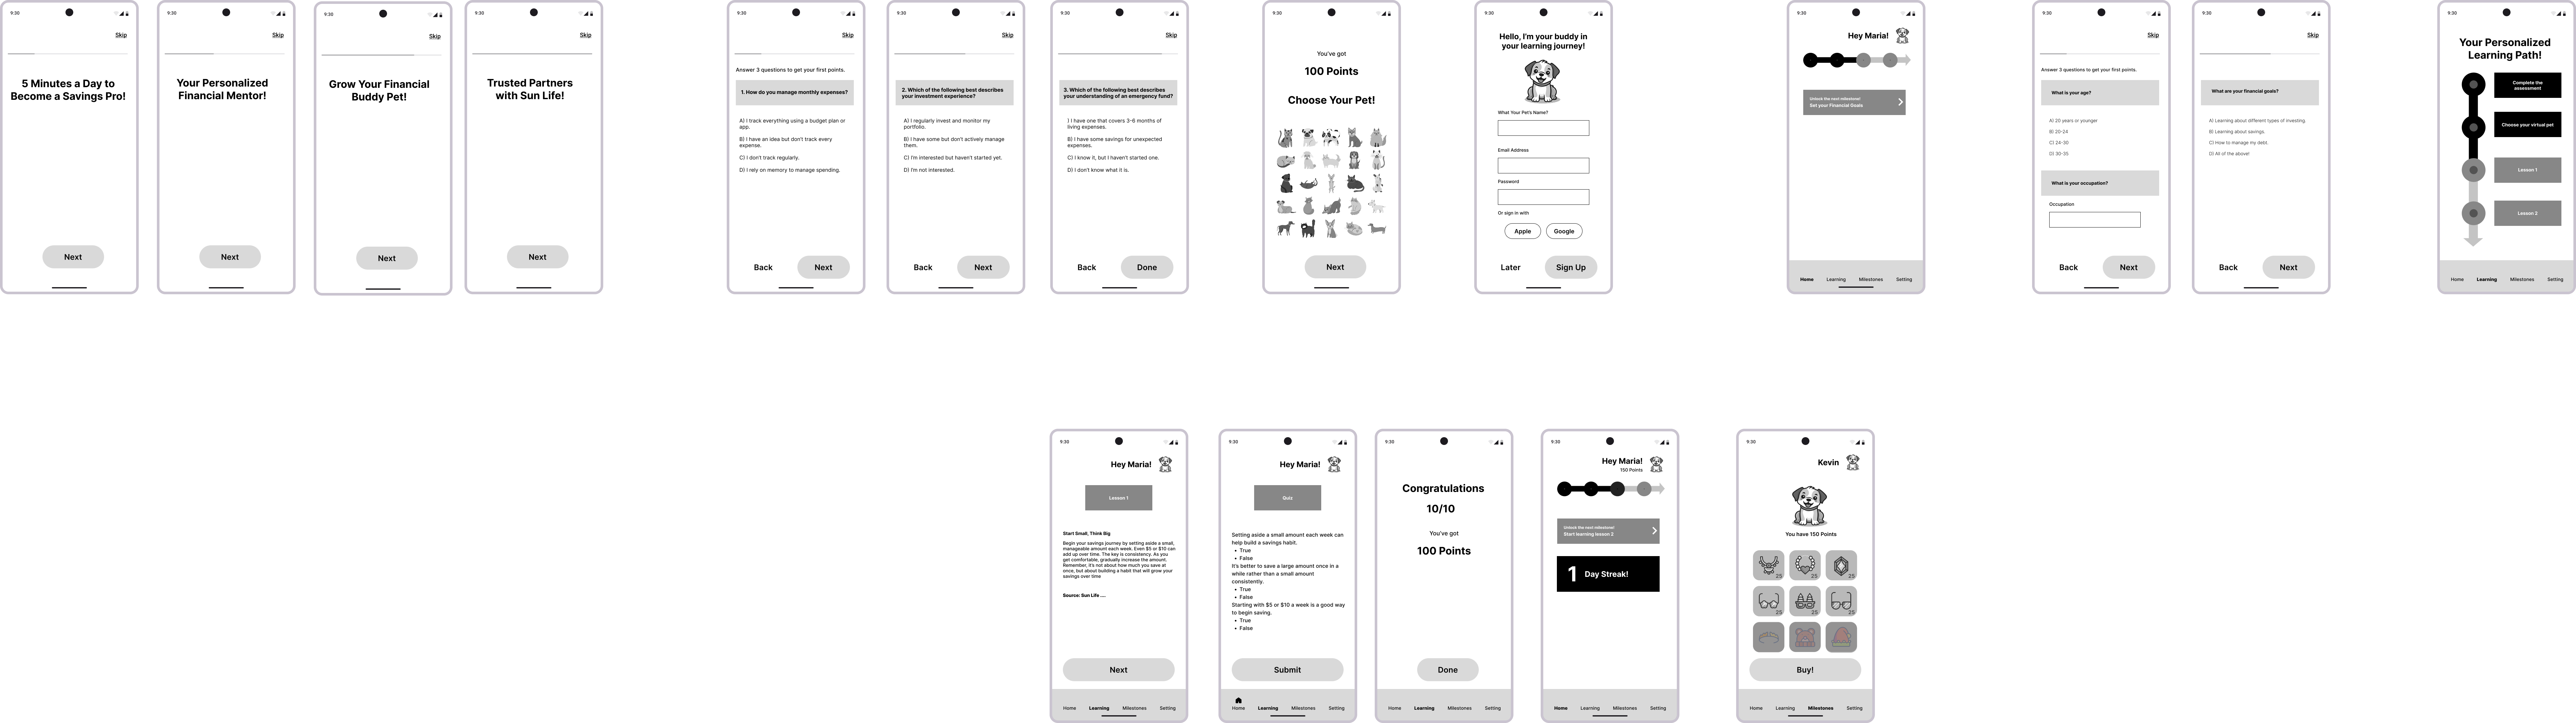 9:30
Skip
5 Minutes a Day to
Become a Savings Pro!
Next
9:30
Skip
Your Personalized
Financial Mentor!
Next
9:30
Skip
Grow Your Financial
Buddy Pet!
Next
9:30
Skip
Trusted Partners
with Sun Life!
Next
9:30
Skip
Answer 3 questions to get your first points.
1. How do you manage monthly expenses?
A) I track everything using a budget plan or
app.
B) I have an idea but don't track every
expense.
C) I don't track regularly.
D) I rely on memory to manage spending.
Back
Next
9:30
Skip
2. Which of the following best describes
your investment experience?
A) I regularly invest and monitor my
portfolio.
B) I have some but don't actively manage
them.
C) I'm interested but haven't started yet.
D) I'm not interested.
Back
Next
9:30
Skip
3. Which of the following best describes
your understanding of an emergency fund?
) I have one that covers 3-6 months of
living expenses.
B) I have some savings for unexpected
expenses.
C) I know it, but I haven't started one.
D) I don't know what it is.
Back
Done
9:30
You've got
100 Points
Choose Your Pet!
Next
9:30
Hello, I'm your buddy in
your learning journey!
What Your Pet's Name?
Email Address
Password
Or sign in with
Apple
Google
Later
Sign Up
9:30
Hey Maria!
Unlock the next milestone!
Set your Financial Goals
Home Learning Milestones Setting
9:30
Skip
Answer 3 questions to get your first points.
What is your age?
A) 20 years or younger
B) 20-24
C) 24-30
D) 30-35
What is your occupation?
Occupation
Back
Next
9:30
Skip
What are your financial goals?
A) Learning about different types of investing.
B) Learning about savings.
C) How to manage my debt
D) All of the above!
Back
Next
9:30
Your Personalized
Learning Path!
Complete the
assessment
Choose your virtual pet
Lesson 1
Lesson 2
Home Learning Milestones Setting
9:30
Hey Maria!
Lesson 1
Start Small, Think Big
Begin your savings journey by setting aside a small,
manageable amount each week. Even $5 or $10 can
add up over time. The key is consistency. As you
get comfortable, gradually increase the amount.
Remember, it's not about how much you save at
once, but about building a habit that will grow your
savings over time
Source: Sun Life ....
Next
Home Learning Milestones Setting
9:30
Hey Maria!
Quiz
Setting aside a small amount each week can
help build a savings habit.
• True
• False
It's better to save a large amount once in a
while rather than a small amount
consistently.
• True
• False
Starting with $5 or $10 a week is a good way
to begin saving.
• True
• False
Submit
Home Learning Milestones Setting
9:30
Congratulations
10/10
You've got
100 Points
Done
Home Learning Milestones Setting
9:30
Hey Maria!
150 Points
Unlock the next milestone!
Start learning lesson 2
1 Day Streak!
Home Learning Milestones Setting
9:30
Kevin
You have 150 Points
25 25 25
25 25 25
Buy!
Home Learning Milestones Setting